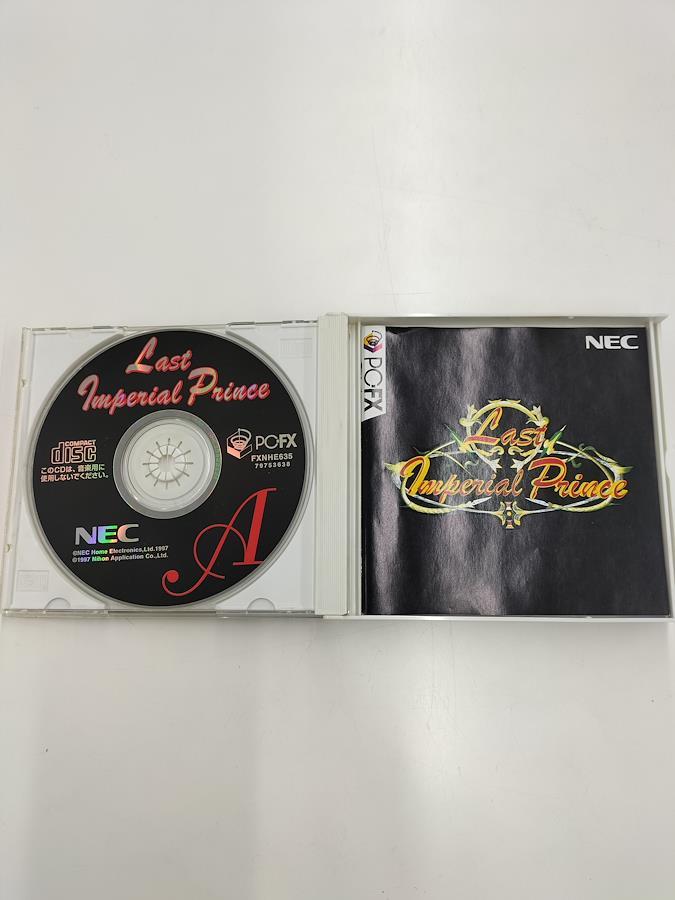 Last
Imperial Prince
COMPACT
disc
このCDは、音楽用に
使用しないでください。
PC-FX
FXNHE635
79753638
NEC
©NEC Home Electronics,Ltd.1997
©1997 Nihon Application Co.,Ltd.
A
PC-FX
NEC
Last
Imperial Prince